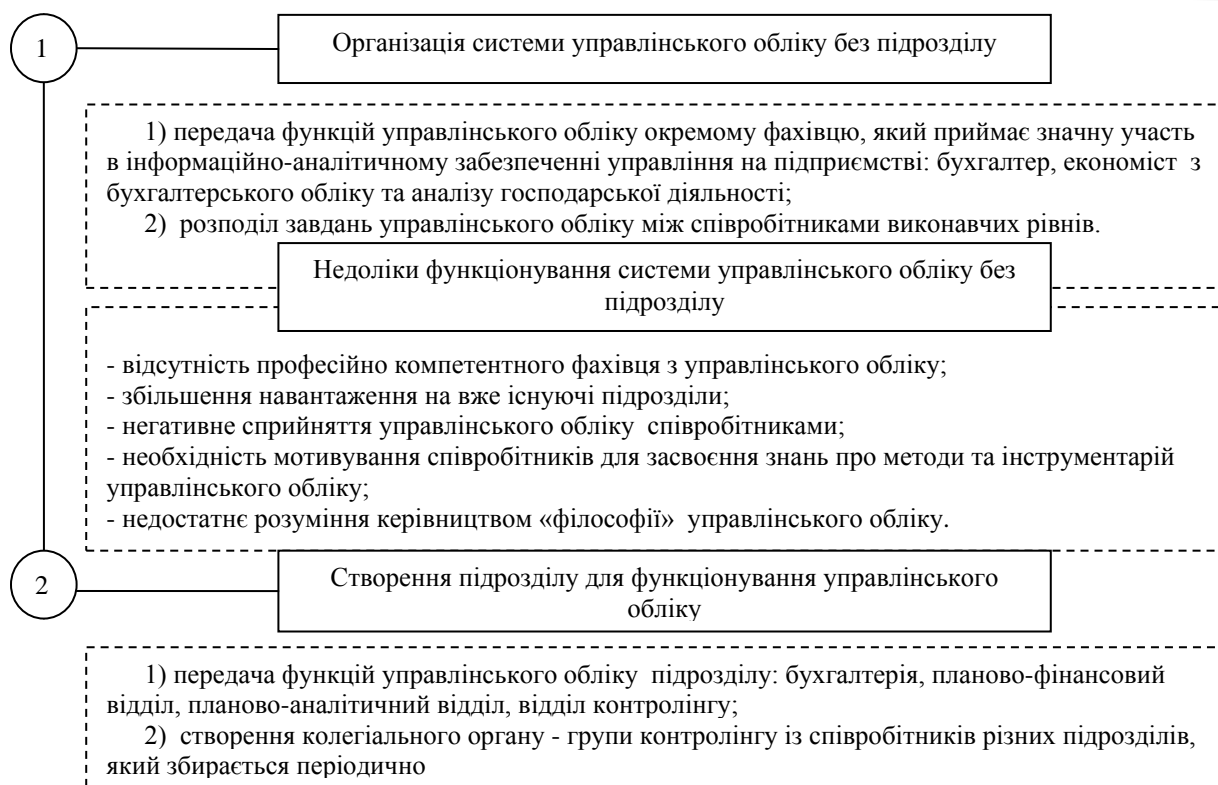 1
Організація системи управлінського обліку без підрозділу
1) передача функцій управлінського обліку окремому фахівцю, який приймає значну участь
в інформаційно-аналітичному забезпеченні управління на підприємстві: бухгалтер, економіст з
бухгалтерського обліку та аналізу господарської діяльності;
2) розподіл завдань управлінського обліку між співробітниками виконавчих рівнів.
Недоліки функціонування системи управлінського обліку без
підрозділу
- відсутність професійно компетентного фахівця з управлінського обліку;
- збільшення навантаження на вже існуючі підрозділи;
- негативне сприйняття управлінського обліку співробітниками;
- необхідність мотивування співробітників для засвоєння знань про методи та інструментарій
управлінського обліку;
- недостатнє розуміння керівництвом «філософії» управлінського обліку.
2
Створення підрозділу для функціонування управлінського
обліку
1) передача функцій управлінського обліку підрозділу: бухгалтерія, планово-фінансовий
відділ, планово-аналітичний відділ, відділ контролінгу;
2) створення колегіального органу - групи контролінгу із співробітників різних підрозділів,
який збирається періодично